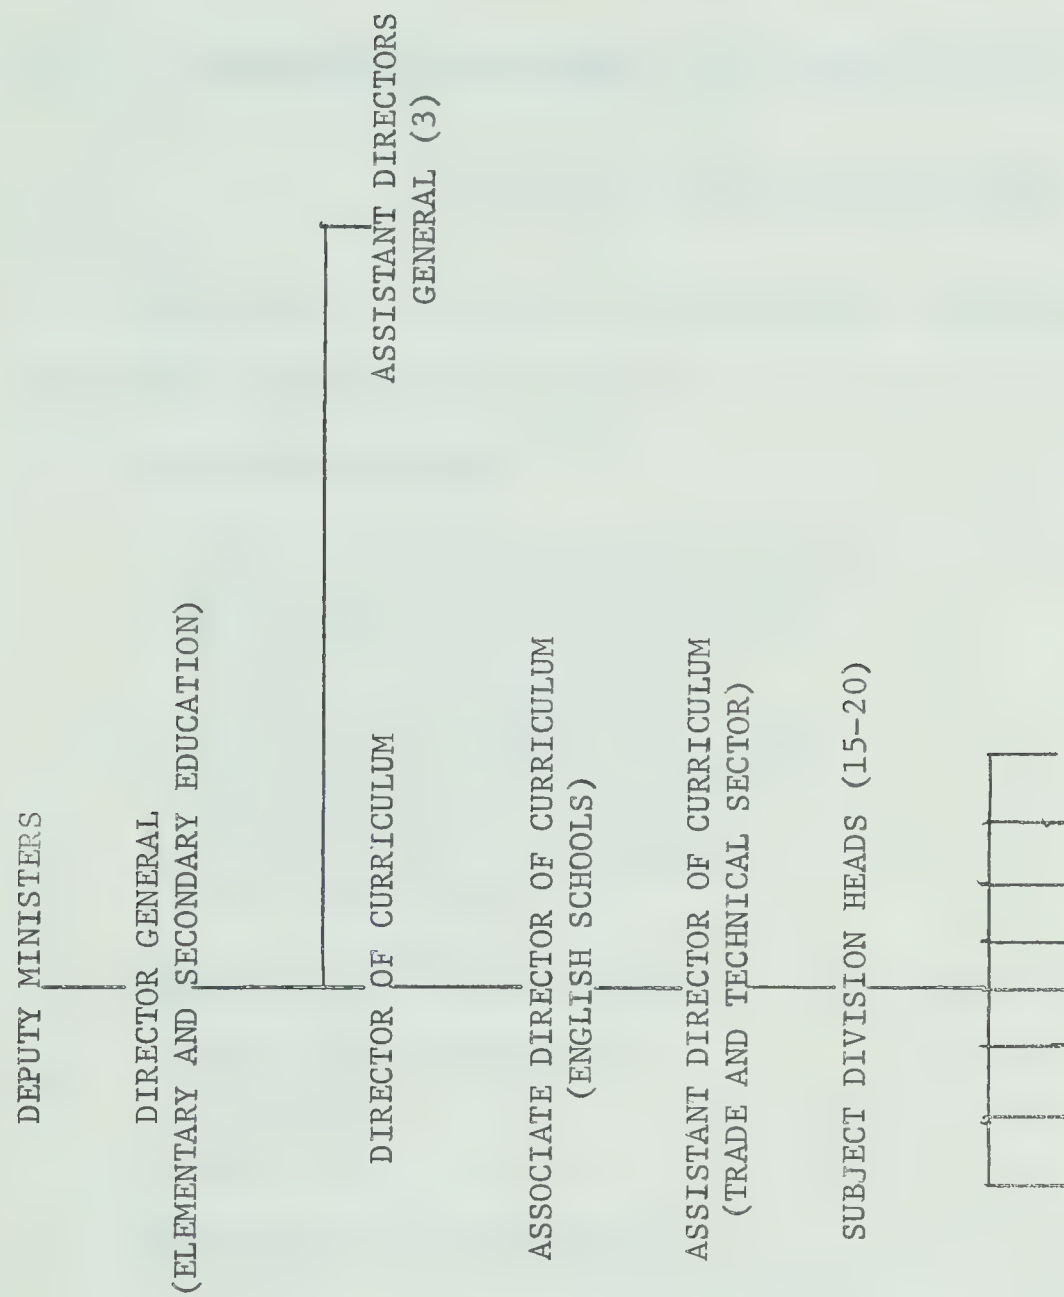 DEPUTY MINISTERS
DIRECTOR GENERAL
(ELEMENTARY AND SECONDARY EDUCATION)
ASSISTANT DIRECTORS
GENERAL (3)
DIRECTOR OF CURRICULUM
ASSOCIATE DIRECTOR OF CURRICULUM
(ENGLISH SCHOOLS)
ASSISTANT DIRECTOR OF CURRICULUM
(TRADE AND TECHNICAL SECTOR)
SUBJECT DIVISION HEADS (15-20)